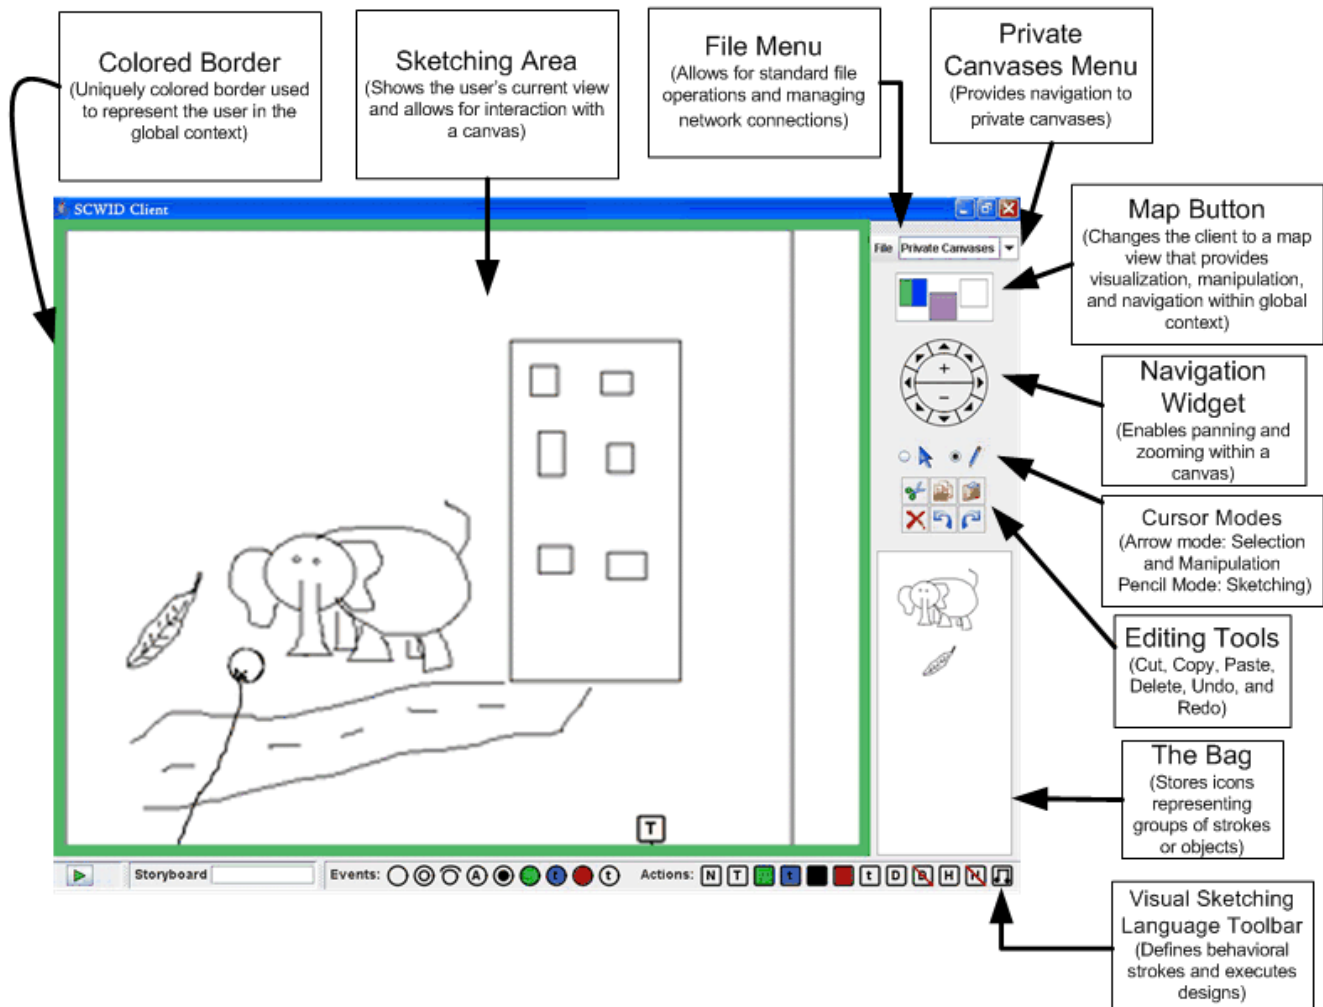 Colored Border
(Uniquely colored border used
to represent the user in the
global context)
Sketching Area
(Shows the user's current view
and allows for interaction with
a canvas)
File Menu
(Allows for standard file
operations and managing
network connections)
Private
Canvases Menu
(Provides navigation to
private canvases)
SCWID Client
File Private Canvases
Map Button
(Changes the client to a map
view that provides
visualization, manipulation,
and navigation within global
context)
+
−
Navigation
Widget
(Enables panning and
zooming within a
canvas)
Cursor Modes
(Arrow mode: Selection
and Manipulation
Pencil Mode: Sketching)
Editing Tools
(Cut, Copy, Paste,
Delete, Undo, and
Redo)
The Bag
(Stores icons
representing
groups of strokes
or objects)
T
Storyboard Events: A t t Actions: N T t t D D H H
Visual Sketching
Language Toolbar
(Defines behavioral
strokes and executes
designs)